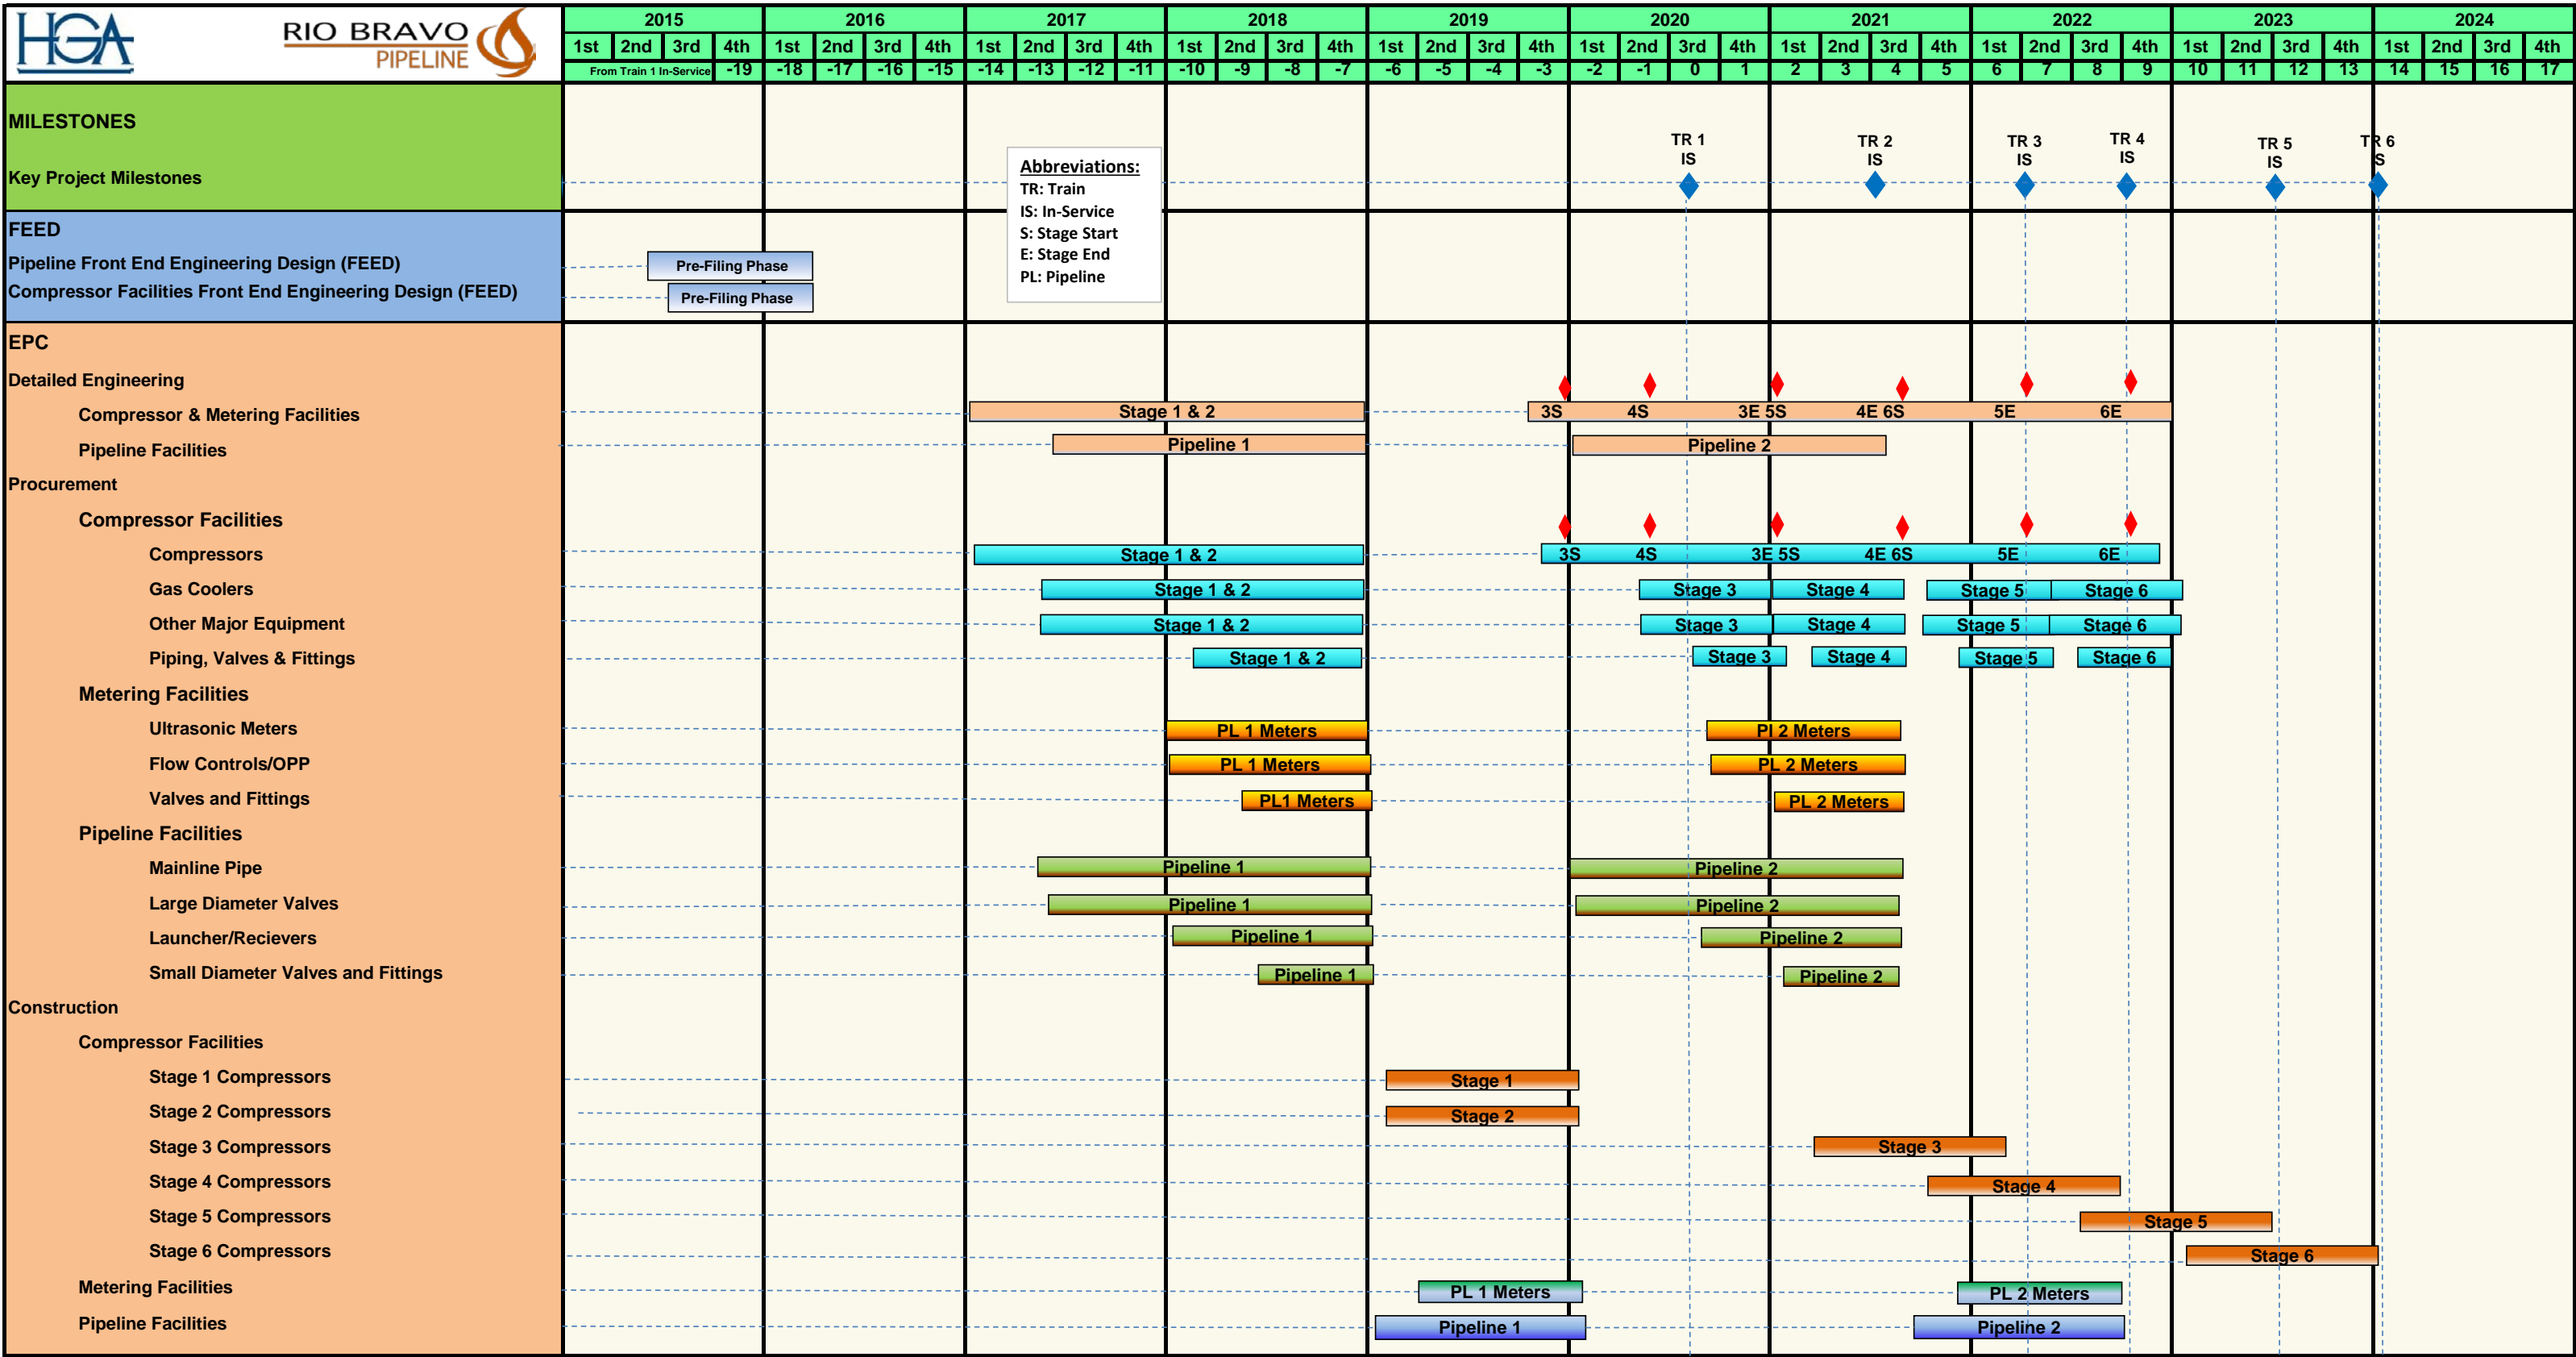 HGA
RIO BRAVO
PIPELINE
2015 2016 2017 2018 2019 2020 2021 2022 2023 2024
1st 2nd 3rd 4th 1st 2nd 3rd 4th 1st 2nd 3rd 4th 1st 2nd 3rd 4th 1st 2nd 3rd 4th 1st 2nd 3rd 4th 1st 2nd 3rd 4th 1st 2nd 3rd 4th 1st 2nd 3rd 4th 1st 2nd 3rd 4th
From Train 1 In-Service -19 -18 -17 -16 -15 -14 -13 -12 -11 -10 -9 -8 -7 -6 -5 -4 -3 -2 -1 0 1 2 3 4 5 6 7 8 9 10 11 12 13 14 15 16 17
MILESTONES
TR 1 TR 2 TR 3 TR 4 TR 5 TR 6
IS IS IS IS IS S
Key Project Milestones
Abbreviations:
TR: Train
IS: In-Service
S: Stage Start
E: Stage End
PL: Pipeline
FEED
Pipeline Front End Engineering Design (FEED) Pre-Filing Phase
Compressor Facilities Front End Engineering Design (FEED) Pre-Filing Phase
EPC
Detailed Engineering
Compressor & Metering Facilities Stage 1 & 2 3S 4S 3E 5S 4E 6S 5E 6E
Pipeline Facilities Pipeline 1 Pipeline 2
Procurement
Compressor Facilities
Compressors Stage 1 & 2 3S 4S 3E 5S 4E 6S 5E 6E
Gas Coolers Stage 1 & 2 Stage 3 Stage 4 Stage 5 Stage 6
Other Major Equipment Stage 1 & 2 Stage 3 Stage 4 Stage 5 Stage 6
Piping, Valves & Fittings Stage 1 & 2 Stage 3 Stage 4 Stage 5 Stage 6
Metering Facilities
Ultrasonic Meters PL 1 Meters Pl 2 Meters
Flow Controls/OPP PL 1 Meters PL 2 Meters
Valves and Fittings PL1 Meters PL 2 Meters
Pipeline Facilities
Mainline Pipe Pipeline 1 Pipeline 2
Large Diameter Valves Pipeline 1 Pipeline 2
Launcher/Recievers Pipeline 1 Pipeline 2
Small Diameter Valves and Fittings Pipeline 1 Pipeline 2
Construction
Compressor Facilities
Stage 1 Compressors Stage 1
Stage 2 Compressors Stage 2
Stage 3 Compressors Stage 3
Stage 4 Compressors Stage 4
Stage 5 Compressors Stage 5
Stage 6 Compressors Stage 6
Metering Facilities PL 1 Meters PL 2 Meters
Pipeline Facilities Pipeline 1 Pipeline 2